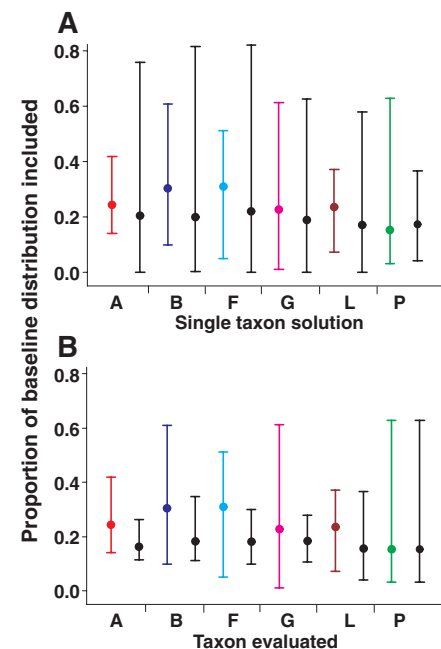 A
Proportion of baseline distribution included
0.8
0.6
0.4
0.2
0.0
A B F G L P
Single taxon solution
B
0.8
0.6
0.4
0.2
0.0
A B F G L P
Taxon evaluated